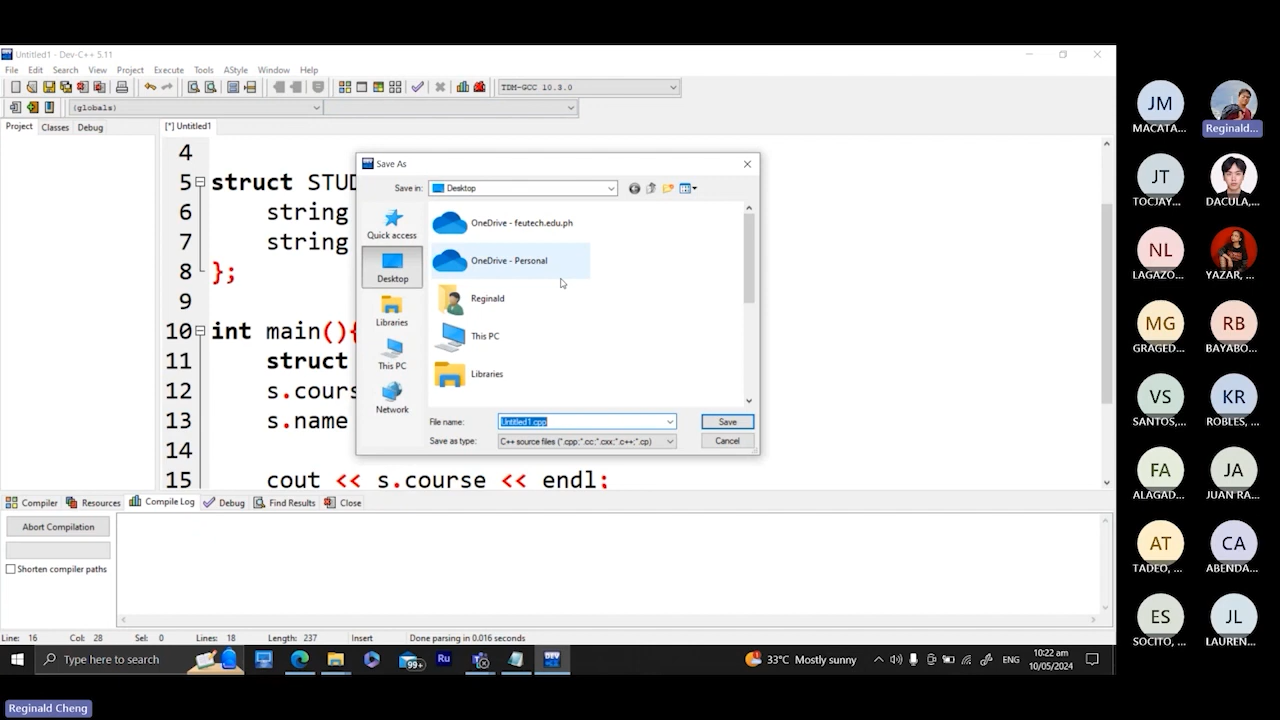 Untitled1 - Dev-C++ 5.11
File Edit Search View Project Execute Tools AStyle Window Help
TDM-GCC 10.3.0
(globals)
Project Classes Debug
[*] Untitled1
4
5 struct STUD
6 string
7 string
8 };
9
10 int main(){
11 struct
12 s.cours
13 s.name
14
15 cout << s.course << endl;
Save As
Save in: Desktop
Quick access
Desktop
Libraries
This PC
Network
OneDrive - feutech.edu.ph
OneDrive - Personal
Reginald
This PC
Libraries
File name: Untitled1.cpp
Save
Save as type: C++ source files (*.cpp;*.cc;*.cxx;*.c++;*.cp)
Cancel
Compiler Resources Compile Log Debug Find Results Close
Abort Compilation
Shorten compiler paths
Line: 16 Col: 28 Sel: 0 Lines: 18 Length: 237 Insert Done parsing in 0.016 seconds
Type here to search
99+
Ru
DEV
33°C Mostly sunny
ENG
10:22 am
10/05/2024
JM
MACATA...
Reginald...
JT
TOCJAY...
DACULA,...
NL
LAGAZO...
YAZAR, ...
MG
GRAGED...
RB
BAYABO...
VS
SANTOS,...
KR
ROBLES, ...
FA
ALAGAD...
JA
JUAN RA...
AT
TADEO, ...
CA
ABENDA...
ES
SOCITO, ...
JL
LAUREN...
Reginald Cheng